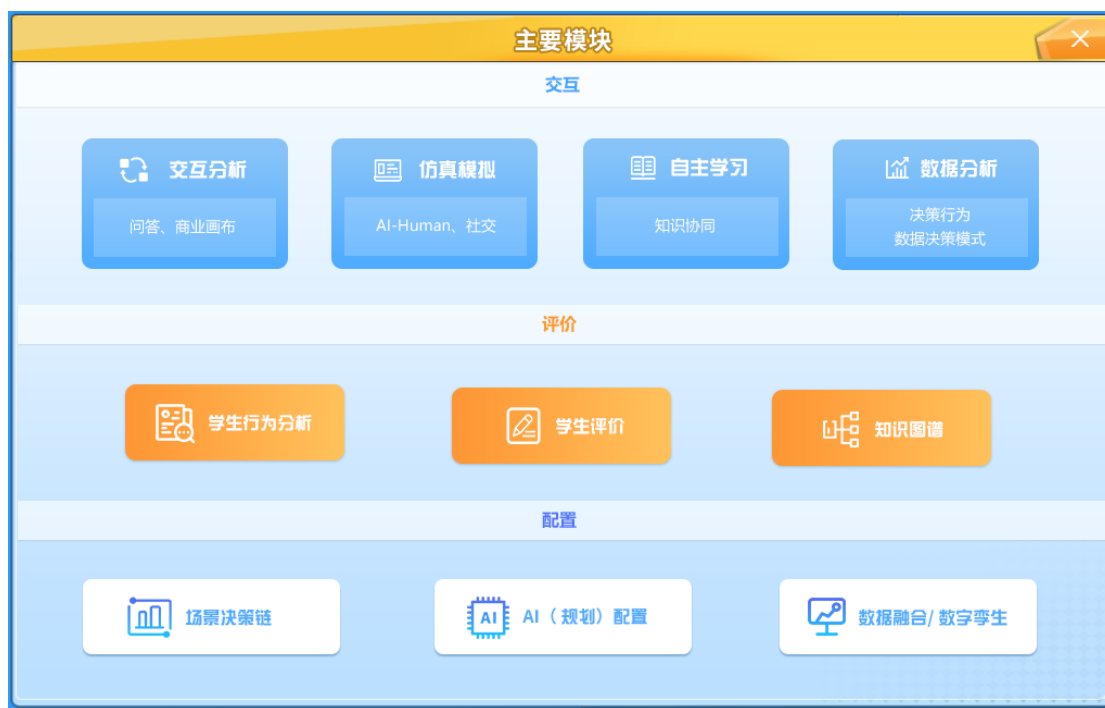 主要模块
交互
交互分析
问答、商业画布
仿真模拟
AI-Human、社交
自主学习
知识协同
数据分析
决策行为
数据决策模式
评价
学生行为分析
学生评价
知识图谱
配置
场景决策链
AI
AI（规划）配置
数据融合/数字孪生